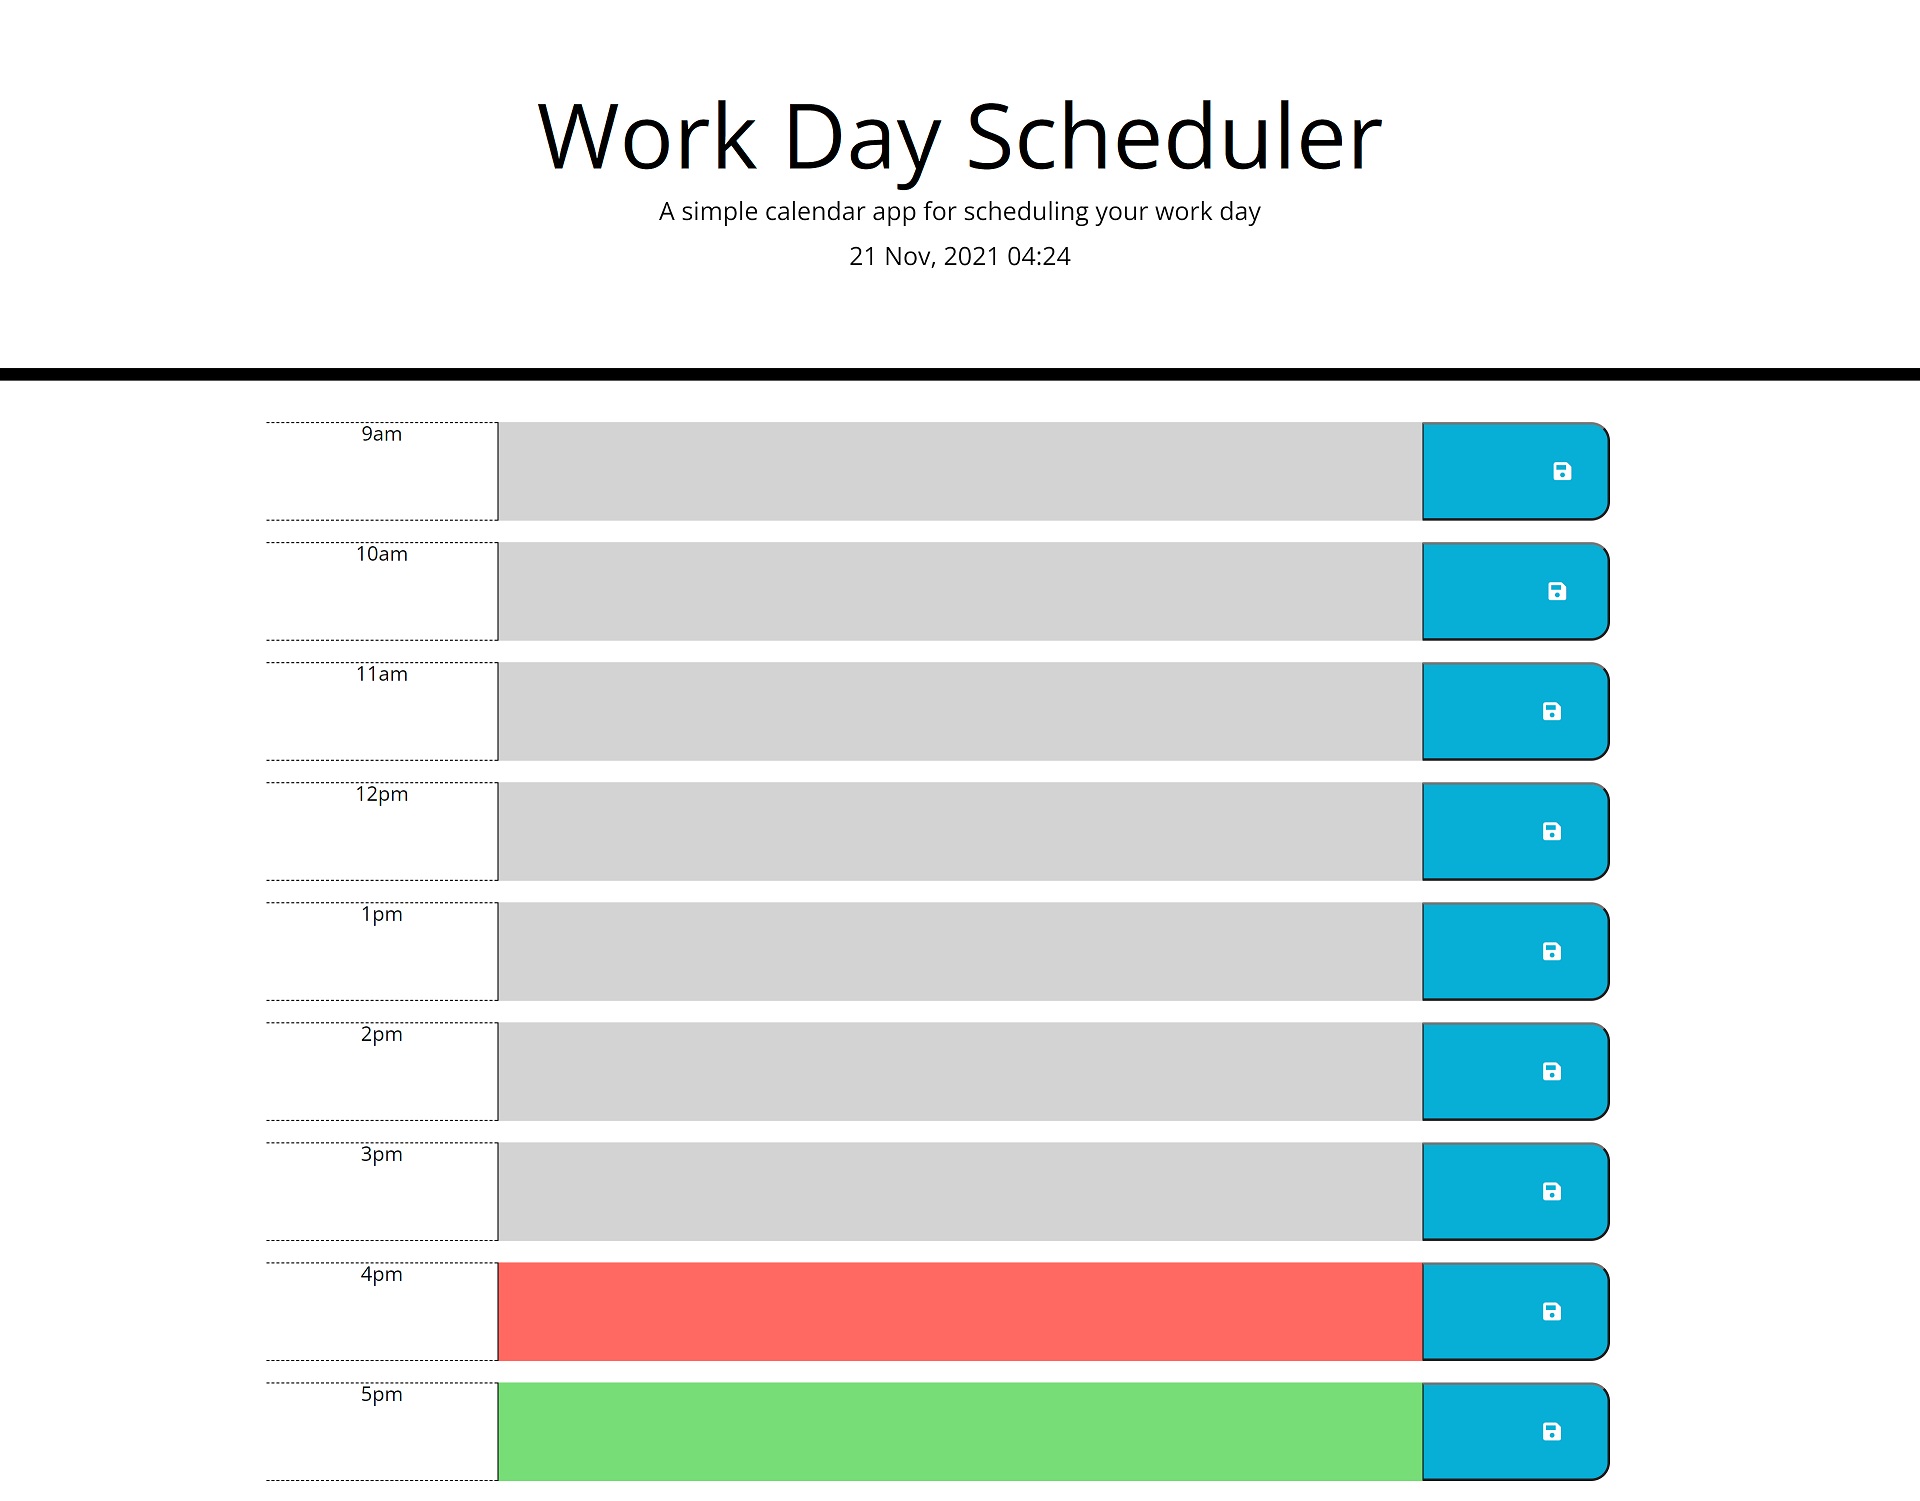 Work Day Scheduler
A simple calendar app for scheduling your work day
21 Nov, 2021 04:24
9am
10am
11am
12pm
1pm
2pm
3pm
4pm
5pm